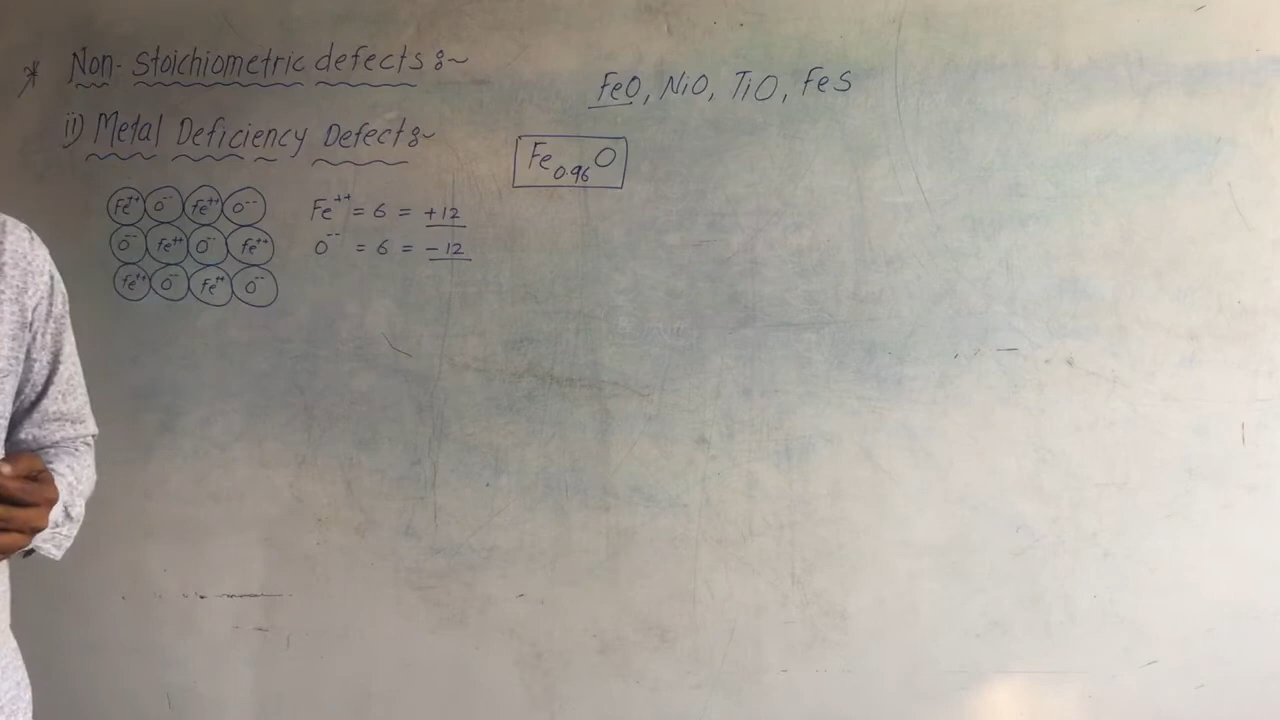 * Non-Stoichiometric defects :~
FeO, NiO, TiO, FeS
ii) Metal Deficiency Defect :~
Fe0.96O
Fe++ O-- Fe++ O--
Fe++ = 6 = +12
O-- Fe++ O-- Fe++
O-- = 6 = -12
Fe++ O-- Fe++ O--